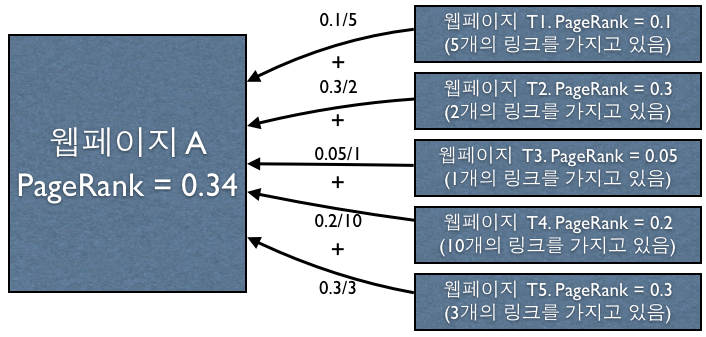 웹페이지 A
PageRank = 0.34
0.1/5
+
0.3/2
+
0.05/1
+
0.2/10
+
0.3/3
웹페이지 T1. PageRank = 0.1
(5개의 링크를 가지고 있음)
웹페이지 T2. PageRank = 0.3
(2개의 링크를 가지고 있음)
웹페이지 T3. PageRank = 0.05
(1개의 링크를 가지고 있음)
웹페이지 T4. PageRank = 0.2
(10개의 링크를 가지고 있음)
웹페이지 T5. PageRank = 0.3
(3개의 링크를 가지고 있음)